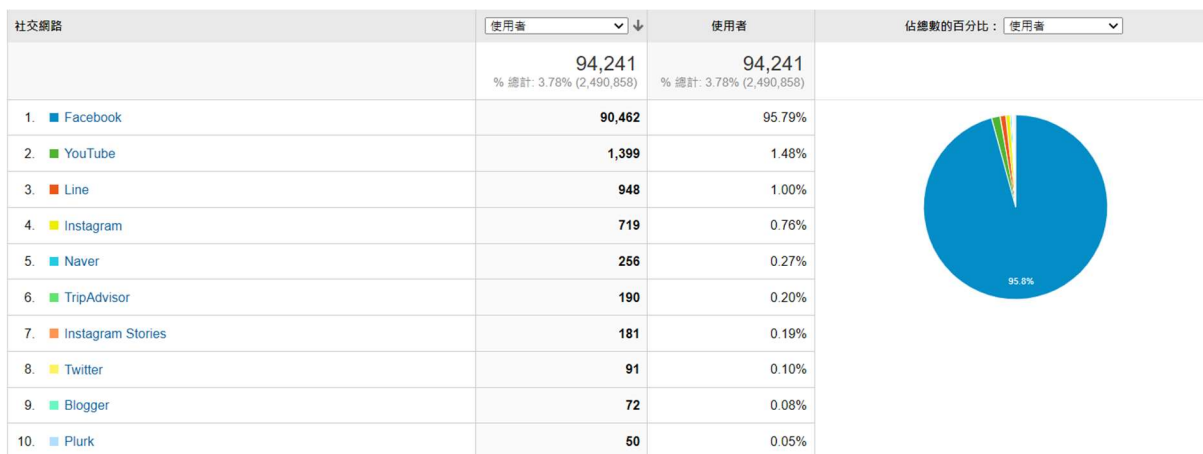 社交網路 使用者 使用者 佔總數的百分比： 使用者
94,241 94,241
% 總計: 3.78% (2,490,858) % 總計: 3.78% (2,490,858)
1. Facebook 90,462 95.79%
2. YouTube 1,399 1.48%
3. Line 948 1.00%
4. Instagram 719 0.76%
5. Naver 256 0.27%
6. TripAdvisor 190 0.20%
95.8%
7. Instagram Stories 181 0.19%
8. Twitter 91 0.10%
9. Blogger 72 0.08%
10. Plurk 50 0.05%